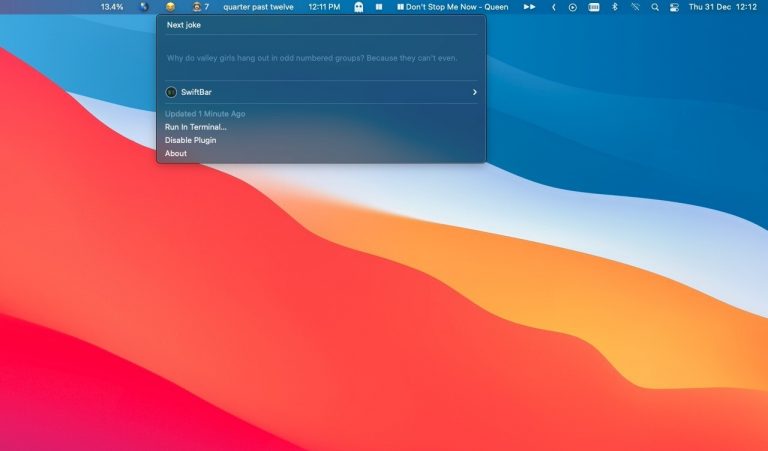 13.4% 7 quarter past twelve 12:11 PM Don't Stop Me Now - Queen Thu 31 Dec 12:12
Next joke
Why do valley girls hang out in odd numbered groups? Because they can't even.
SwiftBar
Updated 1 Minute Ago
Run In Terminal...
Disable Plugin
About